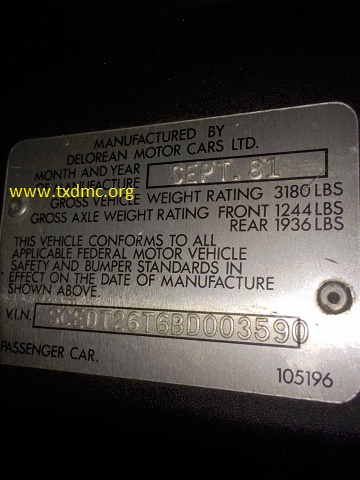 MANUFACTURED BY
DELOREAN MOTOR CARS LTD.
MONTH AND YEAR
OF MANUFACTURE SEPT. 81
www.txdmc.org
GROSS VEHICLE WEIGHT RATING 3180 LBS
GROSS AXLE WEIGHT RATING FRONT 1244 LBS
REAR 1936 LBS
THIS VEHICLE CONFORMS TO ALL
APPLICABLE FEDERAL MOTOR VEHICLE
SAFETY AND BUMPER STANDARDS IN
EFFECT ON THE DATE OF MANUFACTURE
SHOWN ABOVE.
V.I.N. SCEDT26T6BD003590
PASSENGER CAR.
105196